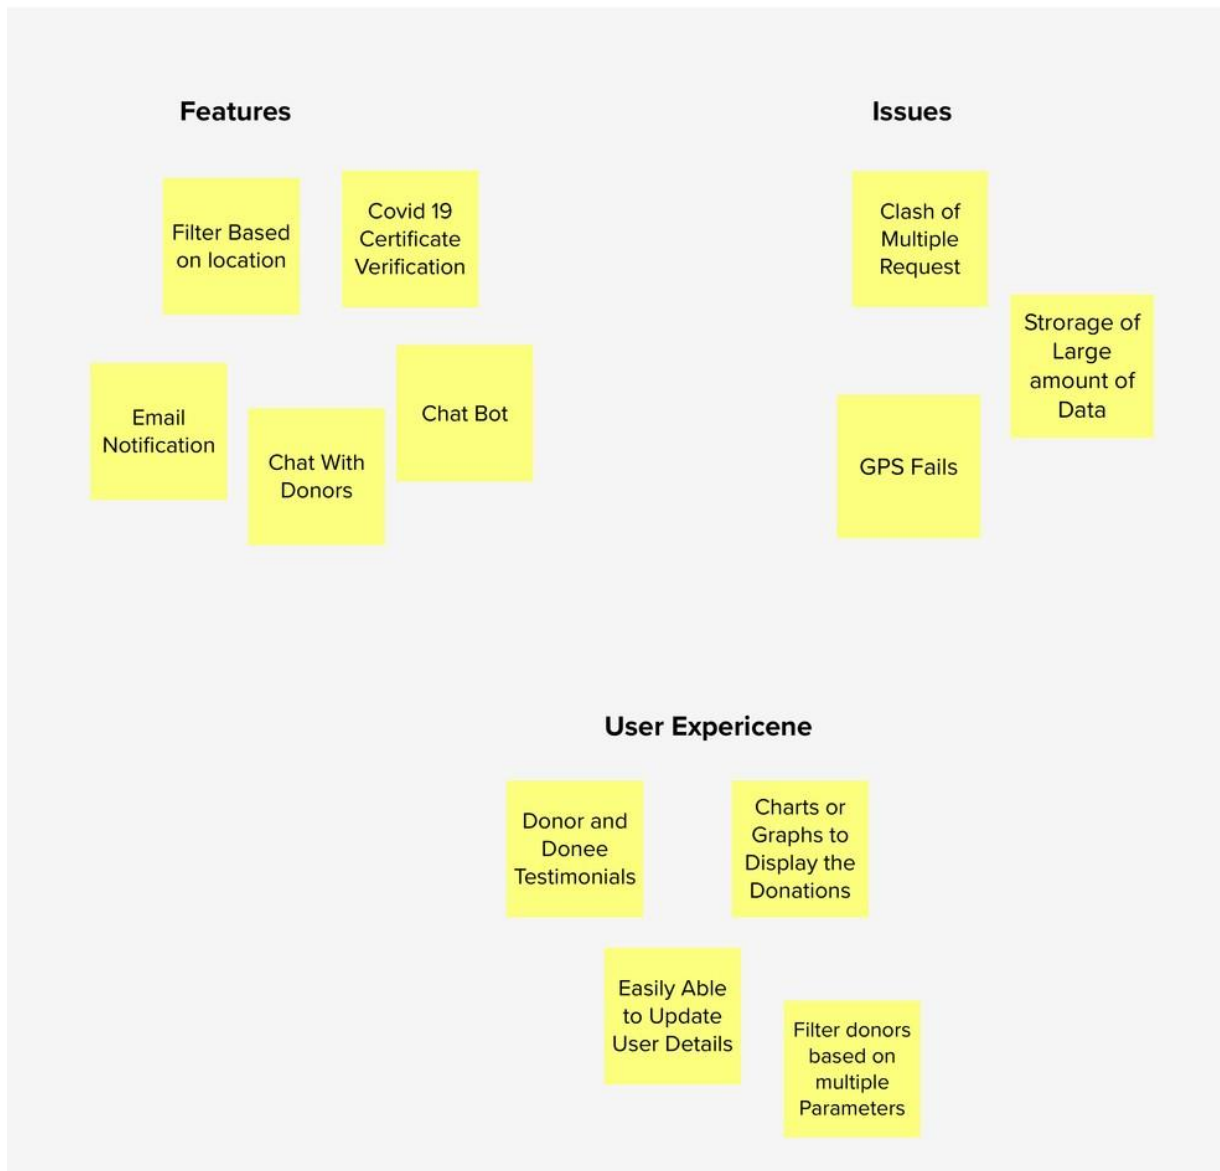 Features
Filter Based
on location
Covid 19
Certificate
Verification
Email
Notification
Chat With
Donors
Chat Bot
Issues
Clash of
Multiple
Request
Strorage of
Large
amount of
Data
GPS Fails
User Expericene
Donor and
Donee
Testimonials
Charts or
Graphs to
Display the
Donations
Easily Able
to Update
User Details
Filter donors
based on
multiple
Parameters